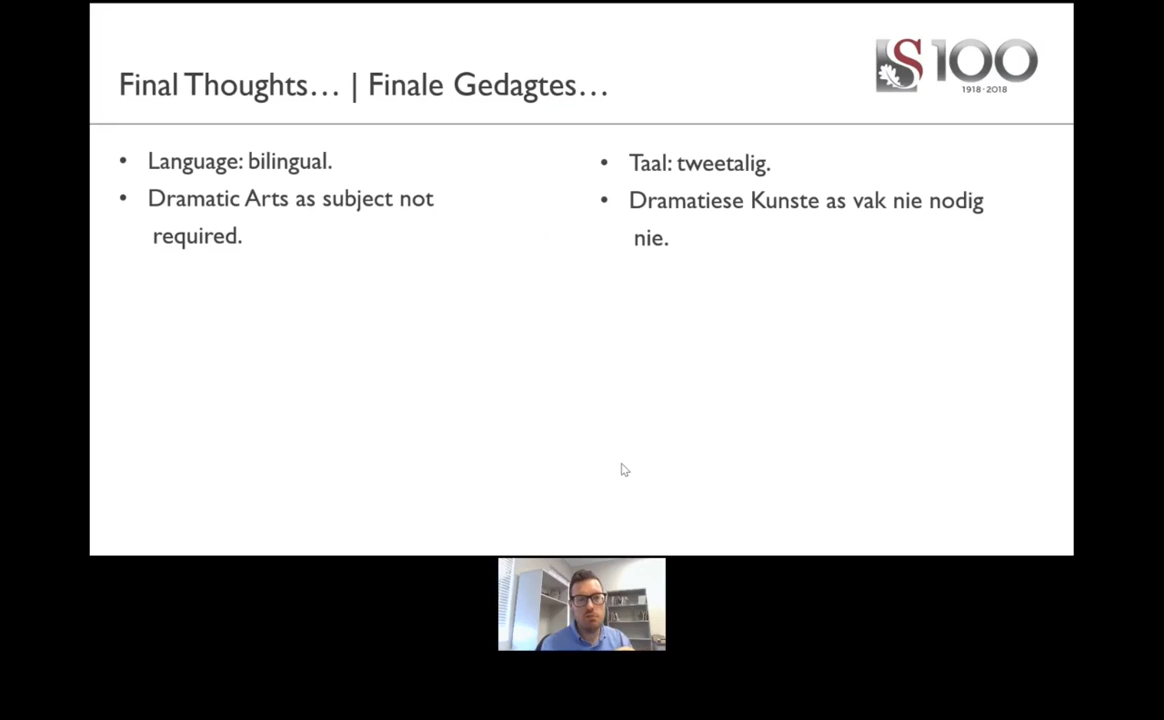 Final Thoughts... | Finale Gedagtes...
S 100
1918·2018
• Language: bilingual.
• Dramatic Arts as subject not
required.
• Taal: tweetalig.
• Dramatiese Kunste as vak nie nodig
nie.